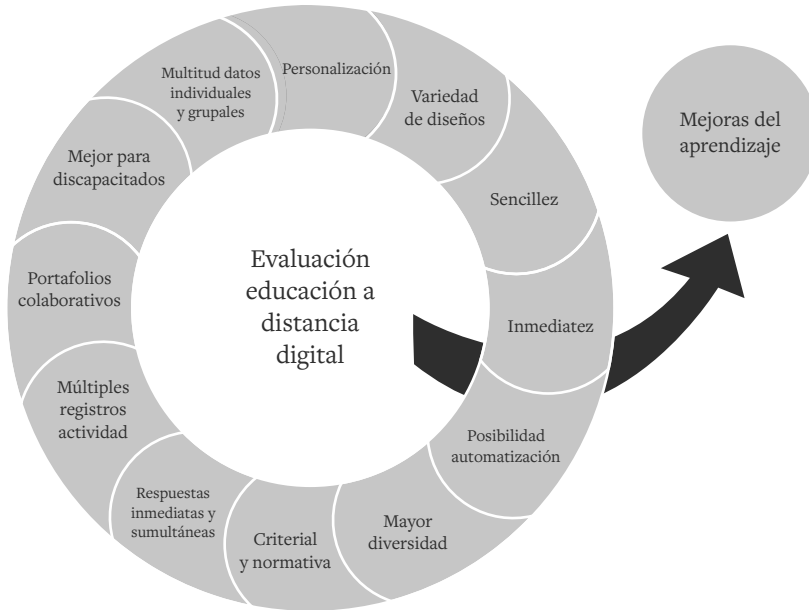 Evaluación
educación a
distancia
digital
Personalización
Variedad
de diseños
Sencillez
Inmediatez
Posibilidad
automatización
Mayor
diversidad
Criterial
y normativa
Respuestas
inmediatas y
sumultáneas
Múltiples
registros
actividad
Portafolios
colaborativos
Mejor para
discapacitados
Multitud datos
individuales
y grupales
Mejoras del
aprendizaje